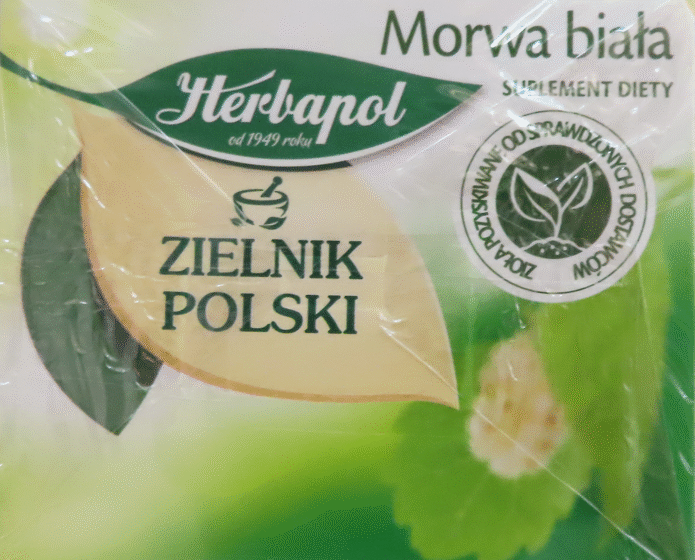 Morwa biała
SUPLEMENT DIETY
Herbapol
od 1949 roku
ZIOŁA POZYSKIWANE OD SPRAWDZONYCH DOSTAWCÓW
ZIELNIK
POLSKI